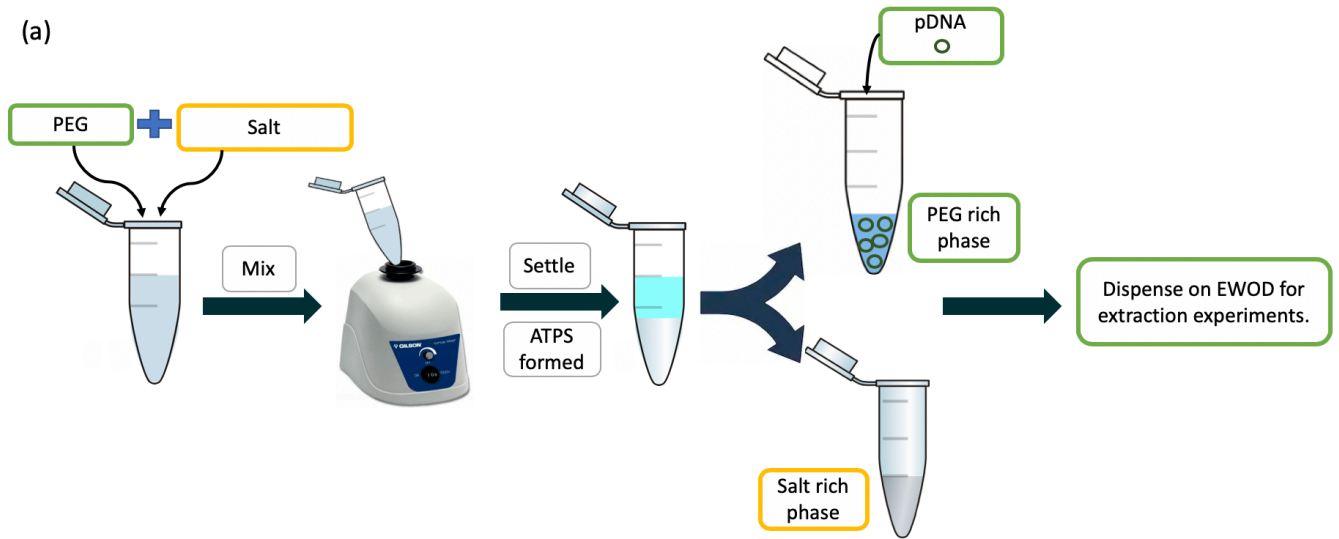 (a)
PEG
Salt
Mix
GILSON
Settle
ATPS
formed
pDNA
PEG rich
phase
Salt rich
phase
Dispense on EWOD for
extraction experiments.